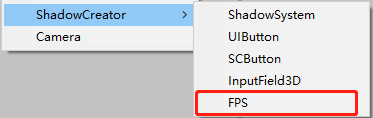 ShadowCreator
Camera
ShadowSystem
UIButton
SCButton
InputField3D
FPS